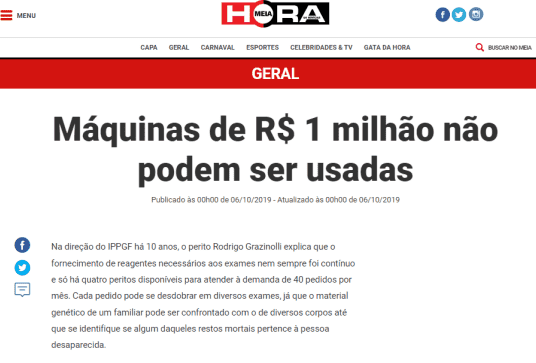 MENU
MEIA
HORA
CAPA GERAL CARNAVAL ESPORTES CELEBRIDADES & TV GATA DA HORA
BUSCAR NO MEIA
GERAL
Máquinas de R$ 1 milhão não
podem ser usadas
Publicado às 00h00 de 06/10/2019 - Atualizado às 00h00 de 06/10/2019
Na direção do IPPGF há 10 anos, o perito Rodrigo Grazinolli explica que o
fornecimento de reagentes necessários aos exames nem sempre foi contínuo
e só há quatro peritos disponíveis para atender à demanda de 40 pedidos por
mês. Cada pedido pode se desdobrar em diversos exames, já que o material
genético de um familiar pode ser confrontado com o de diversos corpos até
que se identifique se algum daqueles restos mortais pertence à pessoa
desaparecida.